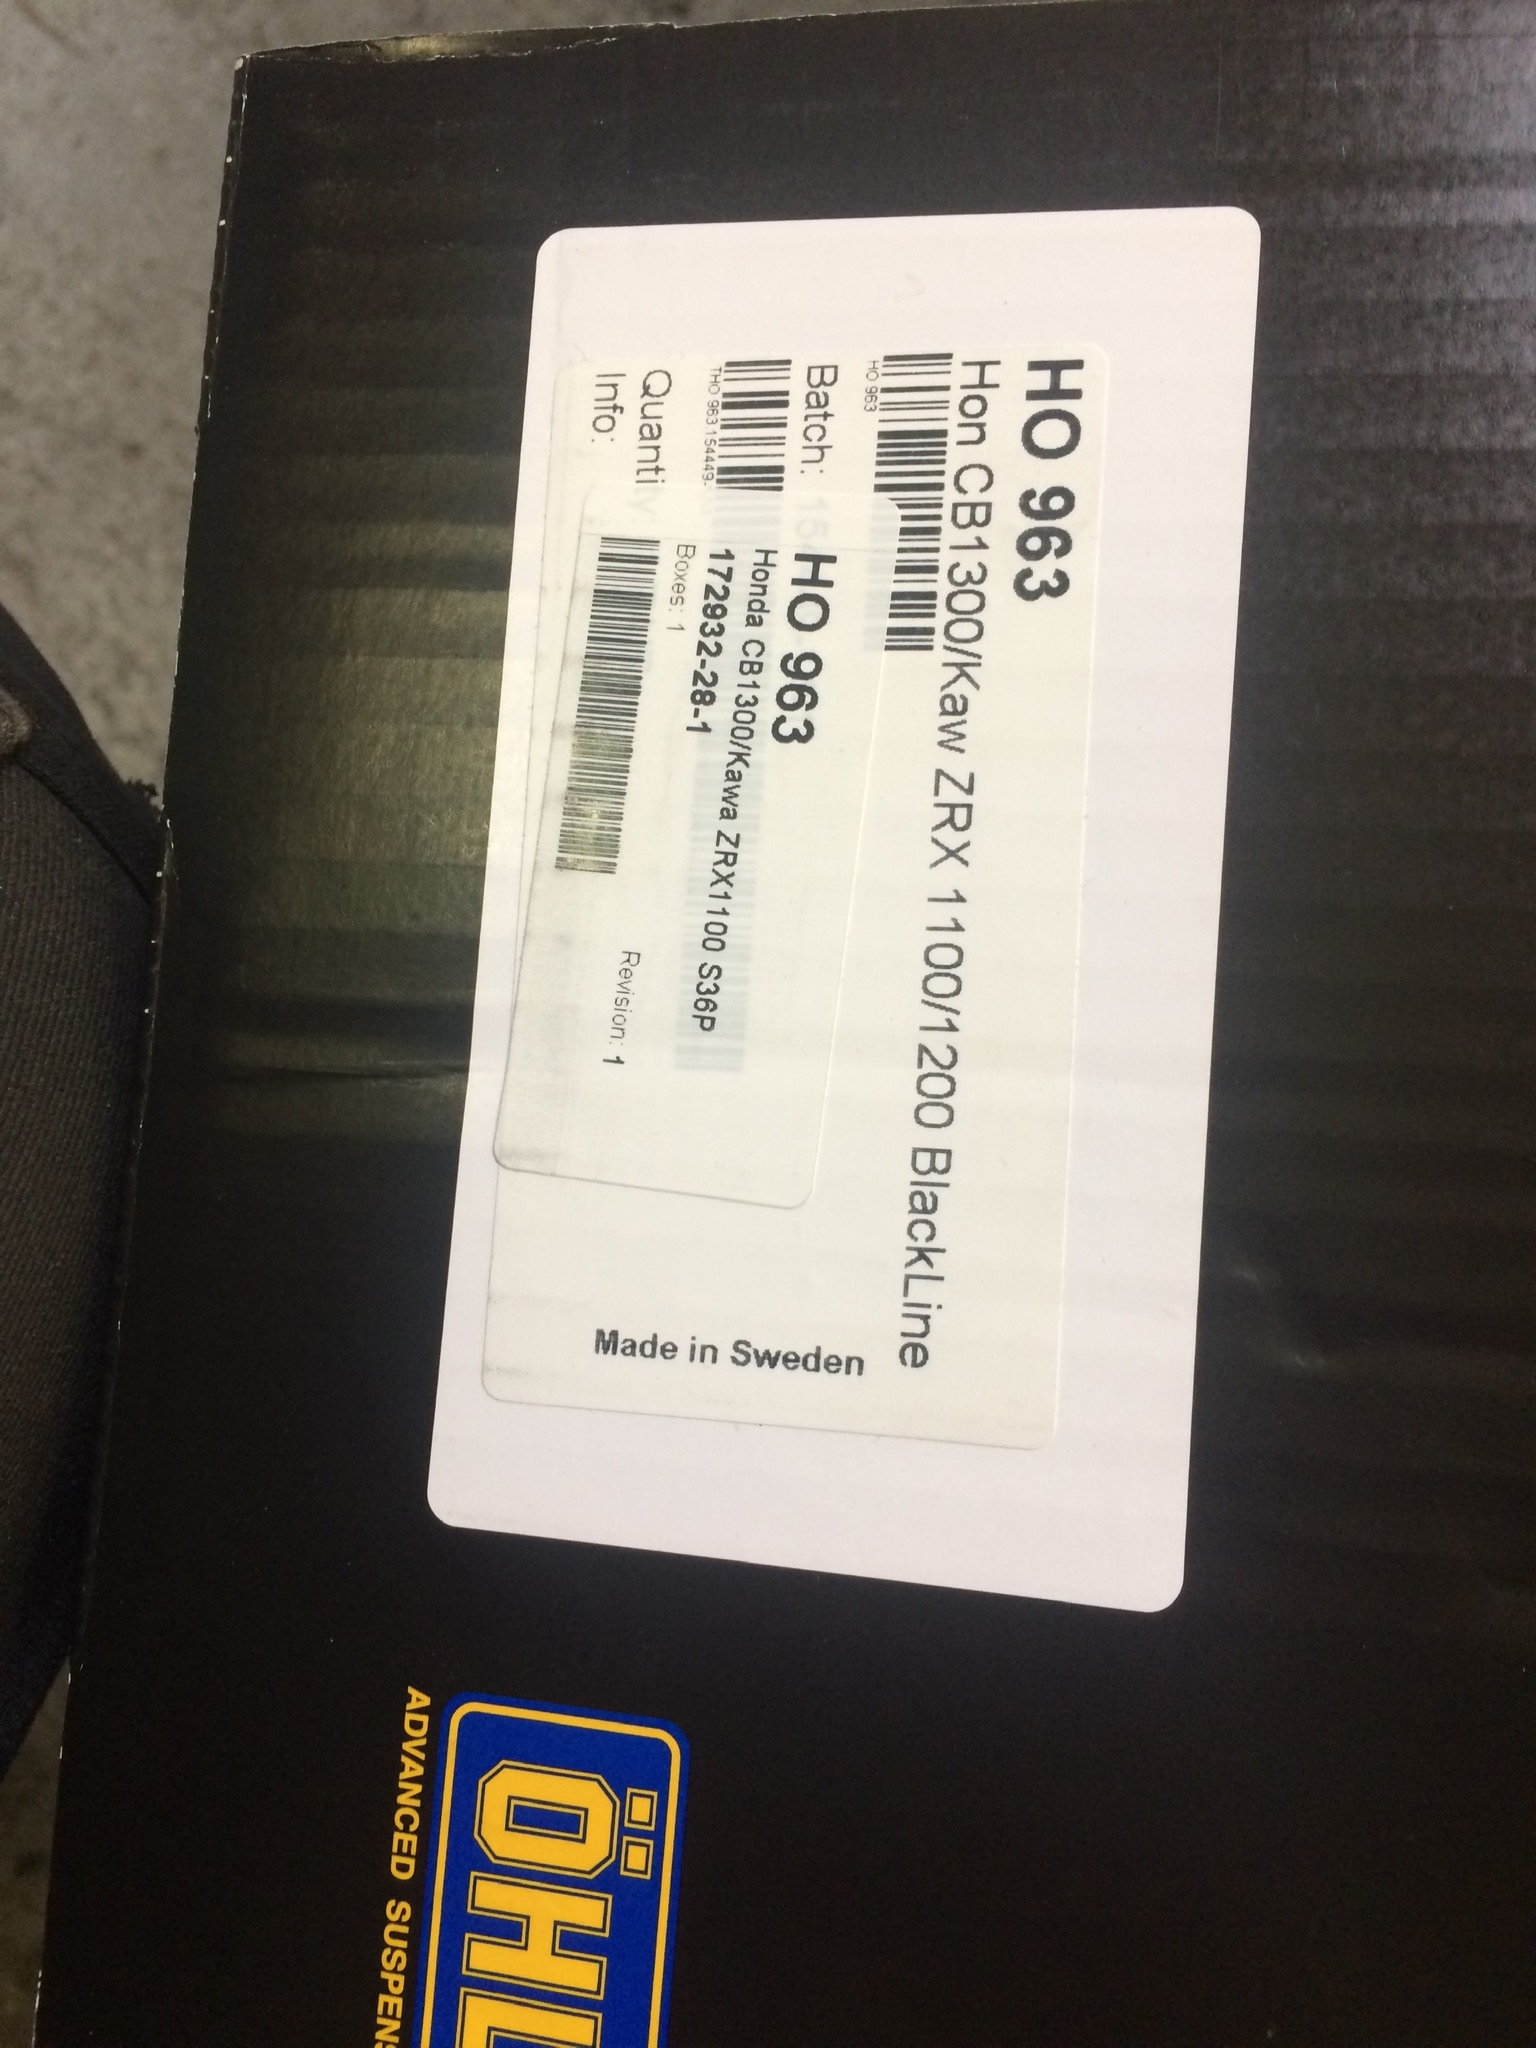 HO 963
Hon CB1300/Kaw ZRX 1100/1200 BlackLine
HO 963
Batch:
THO 963.154449-
Quantity:
Info:
HO 963
Honda CB1300/Kawa ZRX1100 S36P
172932-28-1
Boxes: 1
Revision: 1
Made in Sweden
ÖHL
ADVANCED SUSPENS